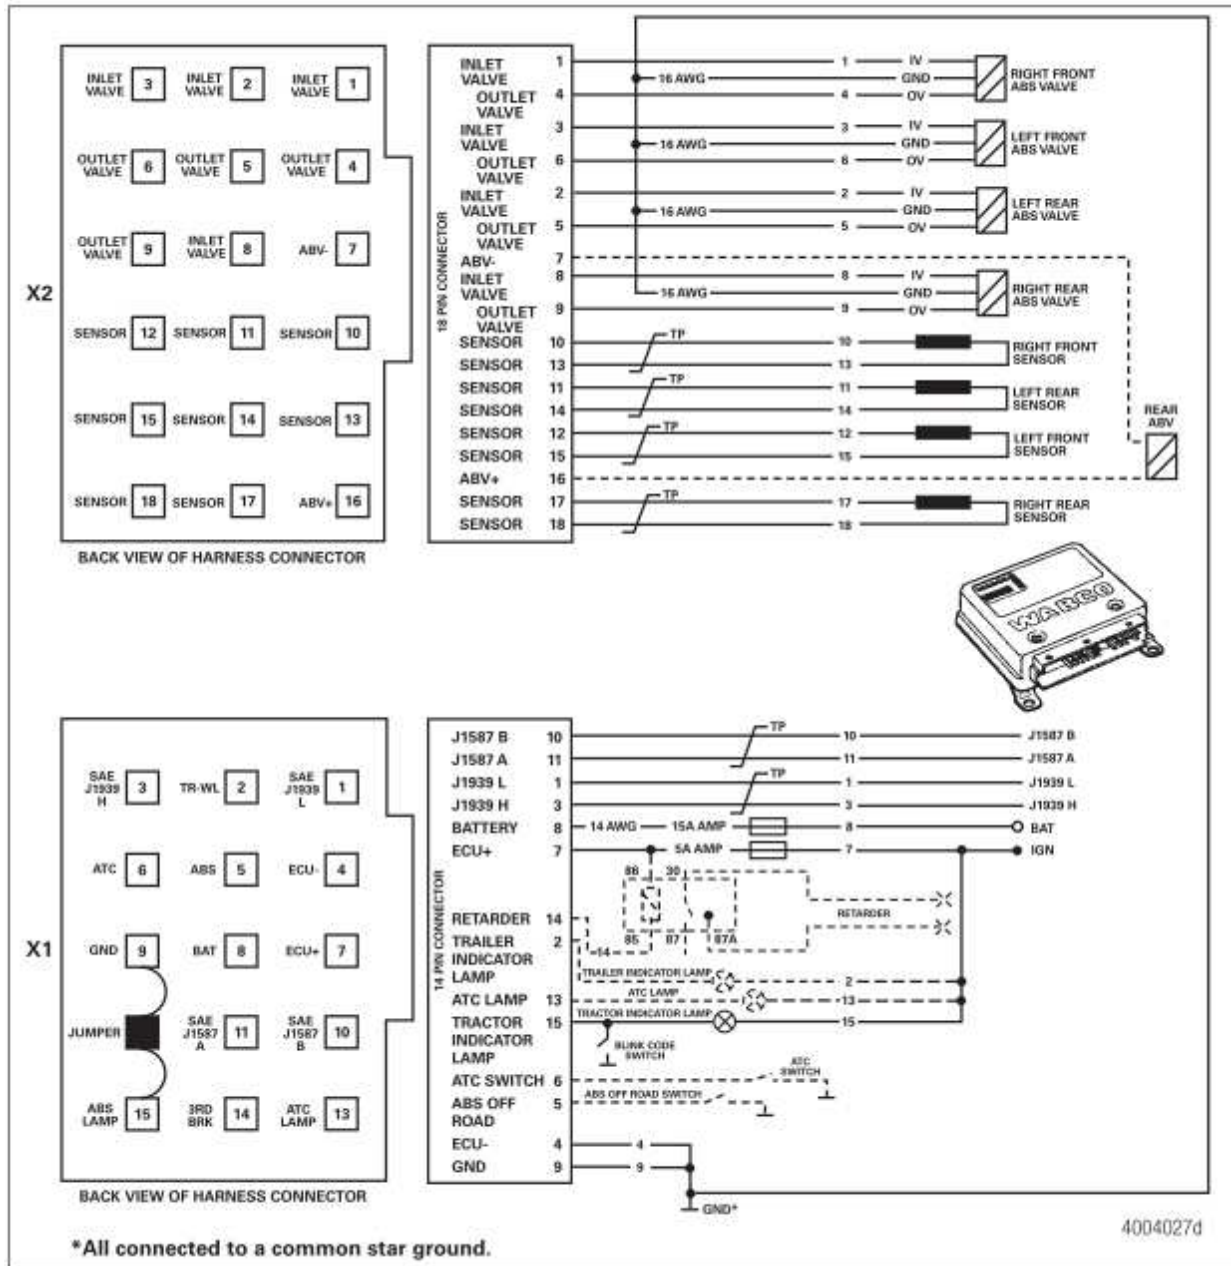 X2
INLET VALVE 3
INLET VALVE 2
INLET VALVE 1
OUTLET VALVE 6
OUTLET VALVE 5
OUTLET VALVE 4
OUTLET VALVE 9
INLET VALVE 8
ABV- 7
SENSOR 12
SENSOR 11
SENSOR 10
SENSOR 15
SENSOR 14
SENSOR 13
SENSOR 18
SENSOR 17
ABV+ 16
BACK VIEW OF HARNESS CONNECTOR
18 PIN CONNECTOR
INLET VALVE 1 1 IV
16 AWG GND
OUTLET VALVE 4 4 OV
RIGHT FRONT
ABS VALVE
INLET VALVE 3 3 IV
16 AWG GND
OUTLET VALVE 6 6 OV
LEFT FRONT
ABS VALVE
INLET VALVE 2 2 IV
16 AWG GND
OUTLET VALVE 5 5 OV
LEFT REAR
ABS VALVE
ABV- 7
INLET VALVE 8 8 IV
16 AWG GND
OUTLET VALVE 9 9 OV
RIGHT REAR
ABS VALVE
SENSOR 10 TP 10
SENSOR 13 13
RIGHT FRONT
SENSOR
SENSOR 11 TP 11
SENSOR 14 14
LEFT REAR
SENSOR
SENSOR 12 TP 12
SENSOR 15 15
LEFT FRONT
SENSOR
REAR
ABV
ABV+ 16
SENSOR 17 TP 17
SENSOR 18 18
RIGHT REAR
SENSOR
WABCO
X1
SAE J1939 H 3
TR-WL 2
SAE J1939 L 1
ATC 6
ABS 5
ECU- 4
GND 9
BAT 8
ECU+ 7
JUMPER
SAE J1587 A 11
SAE J1587 B 10
ABS LAMP 15
3RD BRK 14
ATC LAMP 13
BACK VIEW OF HARNESS CONNECTOR
14 PIN CONNECTOR
J1587 B 10 TP 10 J1587 B
J1587 A 11 11 J1587 A
J1939 L 1 TP 1 J1939 L
J1939 H 3 3 J1939 H
BATTERY 8 14 AWG 15A AMP 8 BAT
ECU+ 7 5A AMP 7 IGN
86 30
RETARDER 14 RETARDER
14 85 87 87A
TRAILER INDICATOR LAMP 2 TRAILER INDICATOR LAMP 2
ATC LAMP 13 ATC LAMP 13
TRACTOR INDICATOR LAMP 15 TRACTOR INDICATOR LAMP 15
BLINK CODE
SWITCH
ATC SWITCH 6 ATC SWITCH
ABS OFF ROAD 5 ABS OFF ROAD SWITCH
ECU- 4 4
GND 9 9
GND*
4004027d
*All connected to a common star ground.